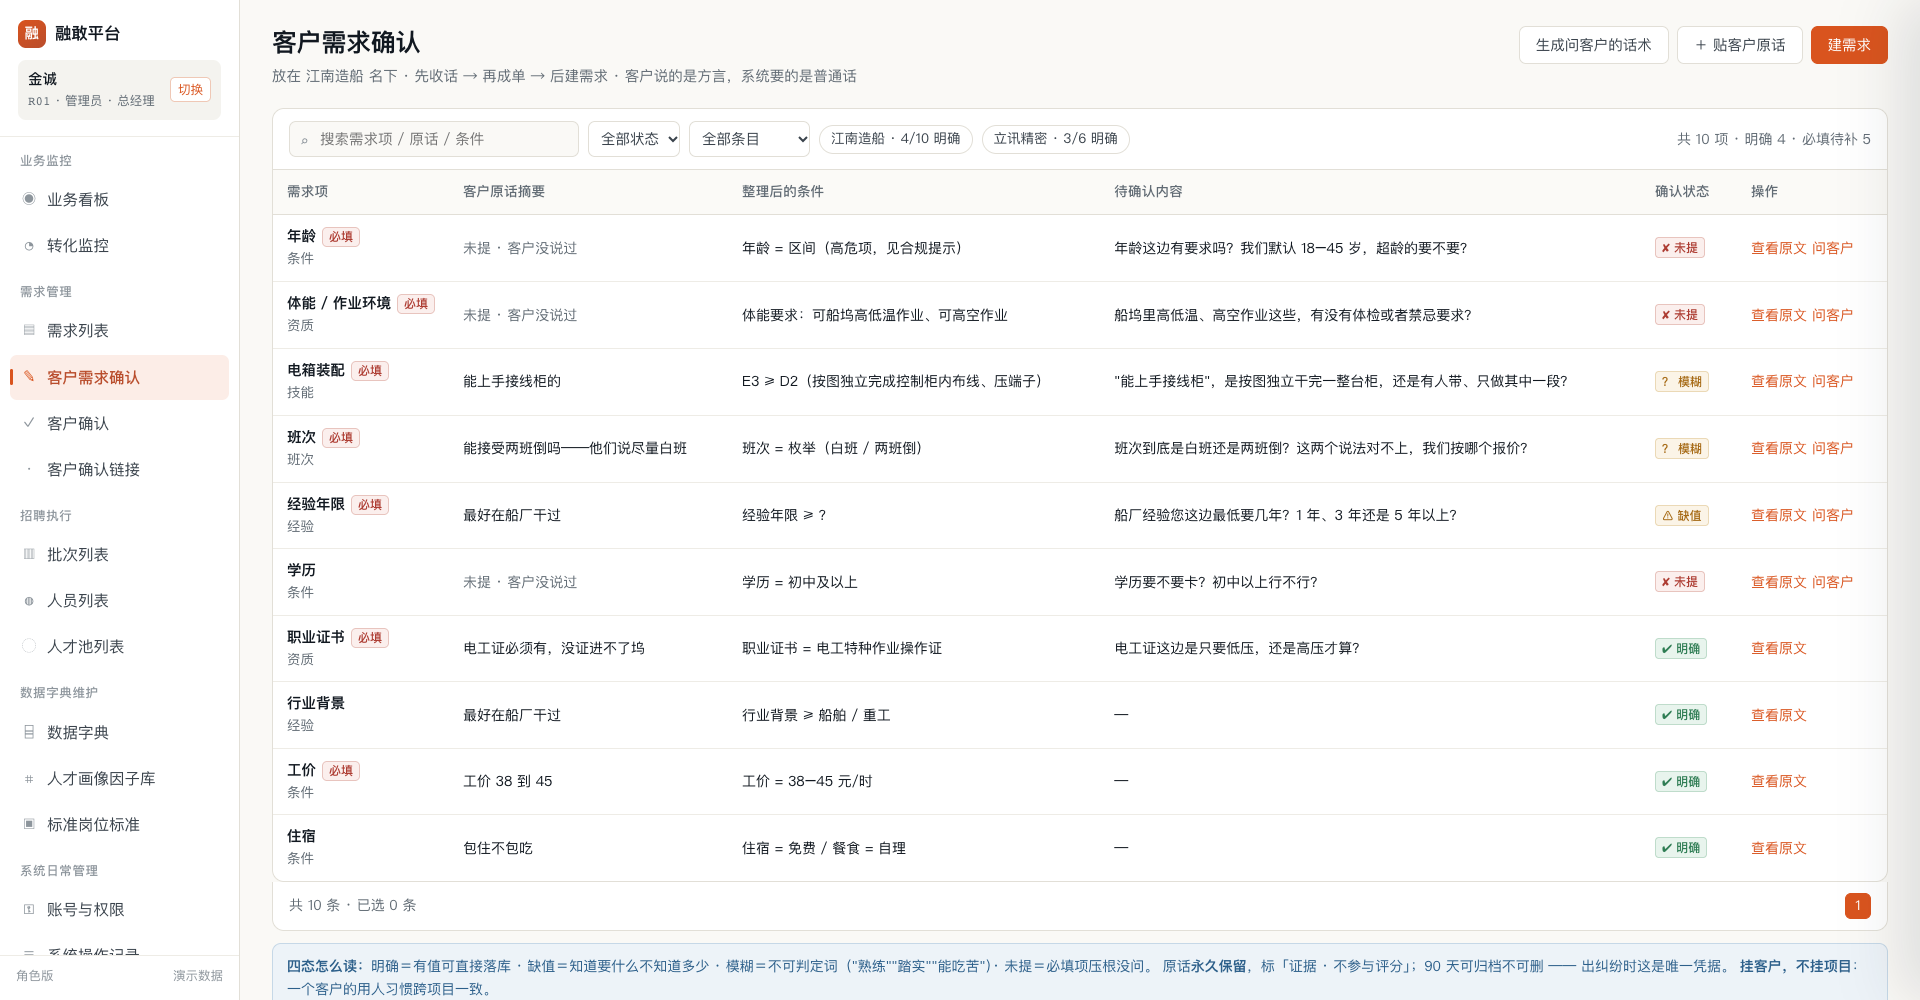 融 融敢平台
金诚
R01 · 管理员 · 总经理
切换
业务监控
业务看板
转化监控
需求管理
需求列表
客户需求确认
客户确认
客户确认链接
招聘执行
批次列表
人员列表
人才池列表
数据字典维护
数据字典
人才画像因子库
标准岗位标准
系统日常管理
账号与权限
系统操作记录
角色版 演示数据
客户需求确认
放在 江南造船 名下 · 先收话 → 再成单 → 后建需求 · 客户说的是方言，系统要的是普通话
生成问客户的话术 ＋ 贴客户原话 建需求
搜索需求项 / 原话 / 条件 全部状态 全部条目 江南造船 · 4/10 明确 立讯精密 · 3/6 明确 共 10 项 · 明确 4 · 必填待补 5
需求项 客户原话摘要 整理后的条件 待确认内容 确认状态 操作
年龄 必填
条件
未提 · 客户没说过 年龄 = 区间（高危项，见合规提示） 年龄这边有要求吗？我们默认 18—45 岁，超龄的要不要？ ✘ 未提 查看原文 问客户
体能 / 作业环境 必填
资质
未提 · 客户没说过 体能要求：可船坞高低温作业、可高空作业 船坞里高低温、高空作业这些，有没有体检或者禁忌要求？ ✘ 未提 查看原文 问客户
电箱装配 必填
技能
能上手接线柜的 E3 ≥ D2（按图独立完成控制柜内布线、压端子） "能上手接线柜"，是按图独立干完一整台柜，还是有人带、只做其中一段？ ？ 模糊 查看原文 问客户
班次 必填
班次
能接受两班倒吗——他们说尽量白班 班次 = 枚举（白班 / 两班倒） 班次到底是白班还是两班倒？这两个说法对不上，我们按哪个报价？ ？ 模糊 查看原文 问客户
经验年限 必填
经验
最好在船厂干过 经验年限 ≥ ？ 船厂经验您这边最低要几年？1 年、3 年还是 5 年以上？ ⚠ 缺值 查看原文 问客户
学历
条件
未提 · 客户没说过 学历 = 初中及以上 学历要不要卡？初中以上行不行？ ✘ 未提 查看原文 问客户
职业证书 必填
资质
电工证必须有，没证进不了坞 职业证书 = 电工特种作业操作证 电工证这边是只要低压，还是高压才算？ ✔ 明确 查看原文
行业背景
经验
最好在船厂干过 行业背景 ≥ 船舶 / 重工 — ✔ 明确 查看原文
工价 必填
条件
工价 38 到 45 工价 = 38—45 元/时 — ✔ 明确 查看原文
住宿
条件
包住不包吃 住宿 = 免费 / 餐食 = 自理 — ✔ 明确 查看原文
共 10 条 · 已选 0 条 1
四态怎么读：明确＝有值可直接落库 · 缺值＝知道要什么不知道多少 · 模糊＝不可判定词（"熟练""踏实""能吃苦"）· 未提＝必填项压根没问。 原话永久保留，标「证据 · 不参与评分」；90 天可归档不可删 —— 出纠纷时这是唯一凭据。 挂客户，不挂项目：
一个客户的用人习惯跨项目一致。